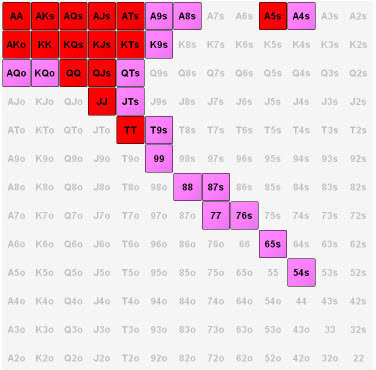 AA AKs AQs AJs ATs A9s A8s A7s A6s A5s A4s A3s A2s
AKo KK KQs KJs KTs K9s K8s K7s K6s K5s K4s K3s K2s
AQo KQo QQ QJs QTs Q9s Q8s Q7s Q6s Q5s Q4s Q3s Q2s
AJo KJo QJo JJ JTs J9s J8s J7s J6s J5s J4s J3s J2s
ATo KTo QTo JTo TT T9s T8s T7s T6s T5s T4s T3s T2s
A9o K9o Q9o J9o T9o 99 98s 97s 96s 95s 94s 93s 92s
A8o K8o Q8o J8o T8o 98o 88 87s 86s 85s 84s 83s 82s
A7o K7o Q7o J7o T7o 97o 87o 77 76s 75s 74s 73s 72s
A6o K6o Q6o J6o T6o 96o 86o 76o 66 65s 64s 63s 62s
A5o K5o Q5o J5o T5o 95o 85o 75o 65o 55 54s 53s 52s
A4o K4o Q4o J4o T4o 94o 84o 74o 64o 54o 44 43s 42s
A3o K3o Q3o J3o T3o 93o 83o 73o 63o 53o 43o 33 32s
A2o K2o Q2o J2o T2o 92o 82o 72o 62o 52o 42o 32o 22